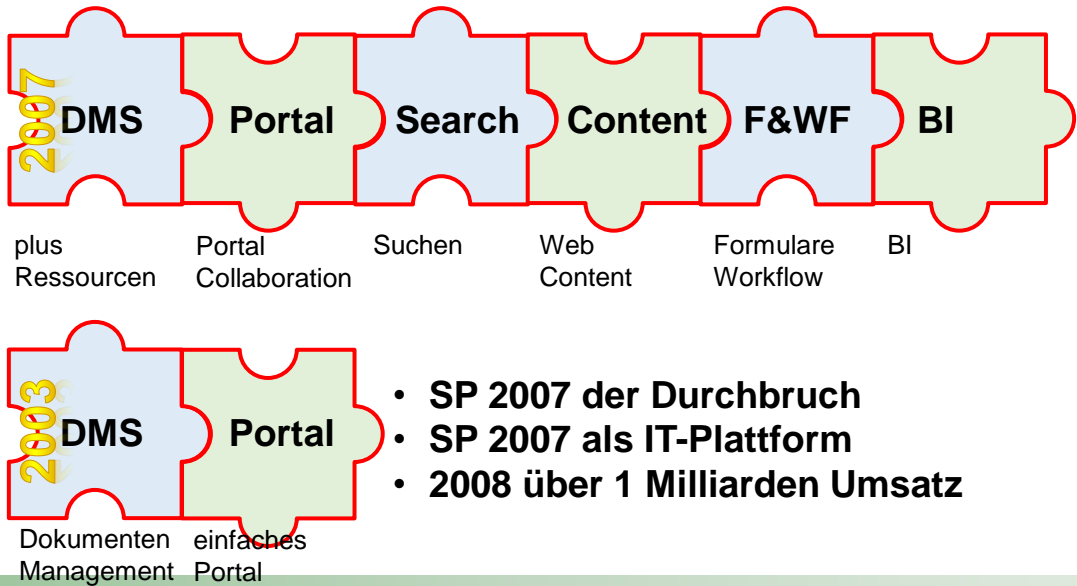 2007
DMS Portal Search Content F&WF BI
plus Ressourcen
Portal Collaboration
Suchen
Web Content
Formulare Workflow
BI
2003
DMS Portal
• SP 2007 der Durchbruch
• SP 2007 als IT-Plattform
• 2008 über 1 Milliarden Umsatz
Dokumenten Management
einfaches Portal